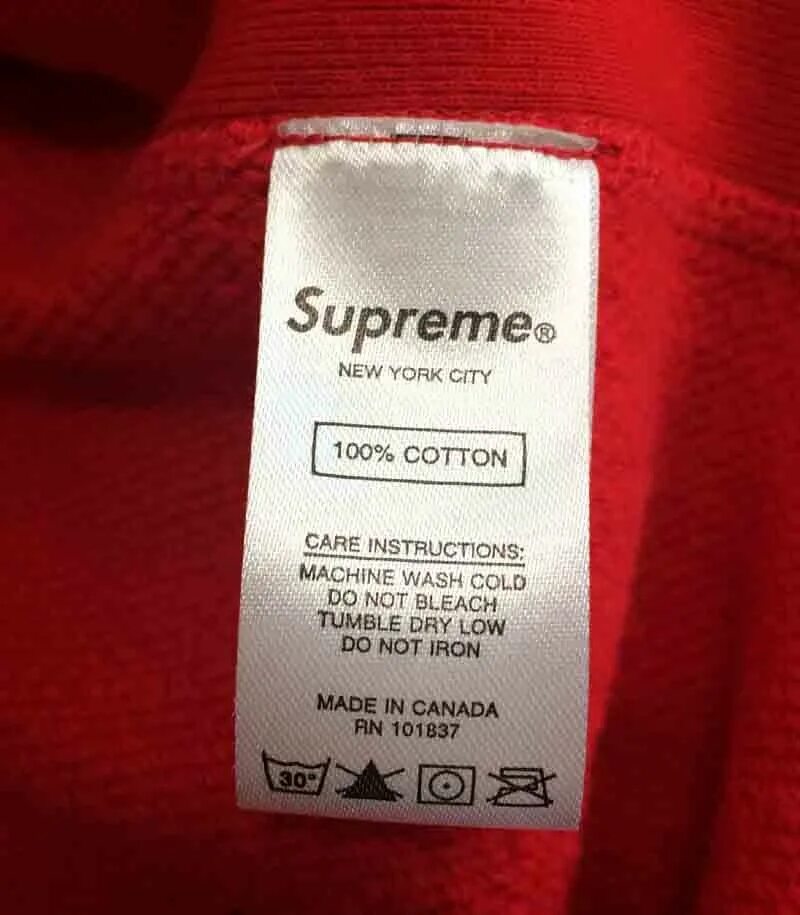 Supreme®
NEW YORK CITY
100% COTTON
CARE INSTRUCTIONS:
MACHINE WASH COLD
DO NOT BLEACH
TUMBLE DRY LOW
DO NOT IRON
MADE IN CANADA
RN 101837
30°